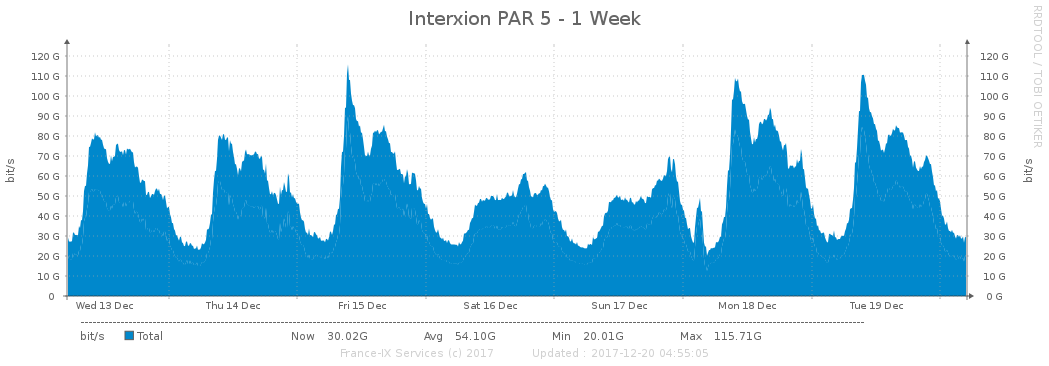 Interxion PAR 5 - 1 Week
RRDTOOL / TOBI OETIKER
bit/s
120 G 120 G
110 G 110 G
100 G 100 G
90 G 90 G
80 G 80 G
70 G 70 G
60 G 60 G
50 G 50 G
40 G 40 G
30 G 30 G
20 G 20 G
10 G 10 G
0 0 G
bit/s
Wed 13 Dec Thu 14 Dec Fri 15 Dec Sat 16 Dec Sun 17 Dec Mon 18 Dec Tue 19 Dec
bit/s Total Now 30.02G Avg 54.10G Min 20.01G Max 115.71G
France-IX Services (c) 2017 Updated : 2017-12-20 04:55:05